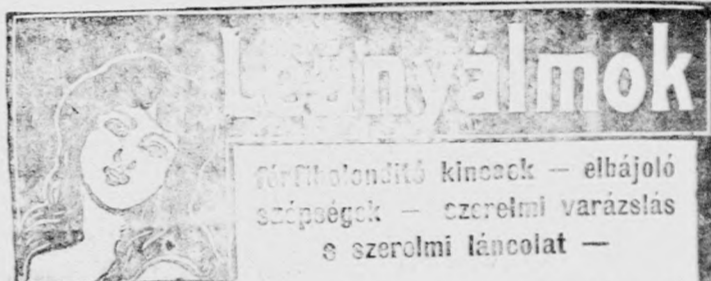 Leányálmok
férfibolondító kincsek — elbájoló
szépségek — szerelmi varázslás
e szerelmi láncolat —